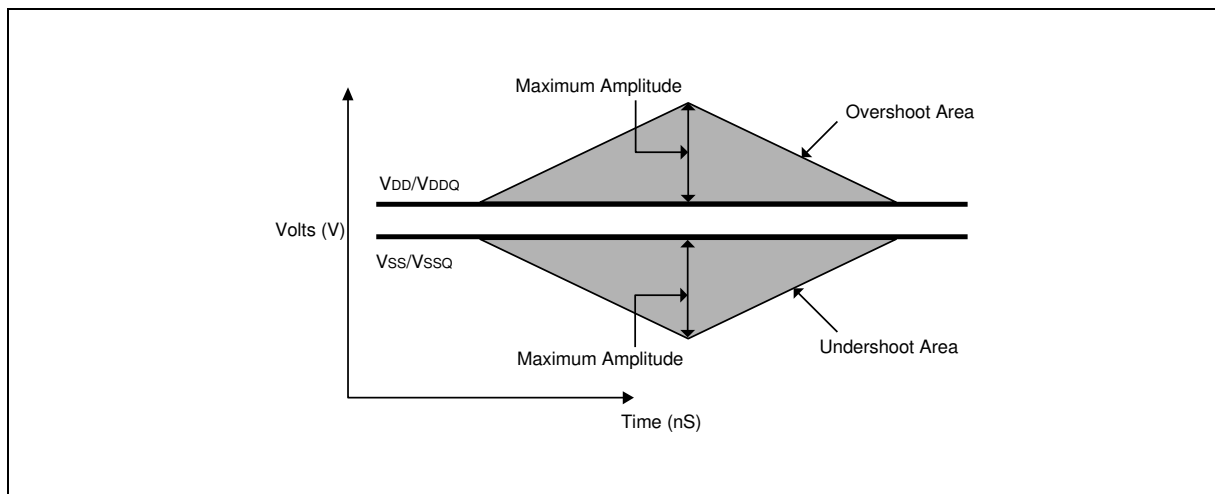 Maximum Amplitude
Overshoot Area
VDD/VDDQ
Volts (V)
VSS/VSSQ
Maximum Amplitude
Undershoot Area
Time (nS)